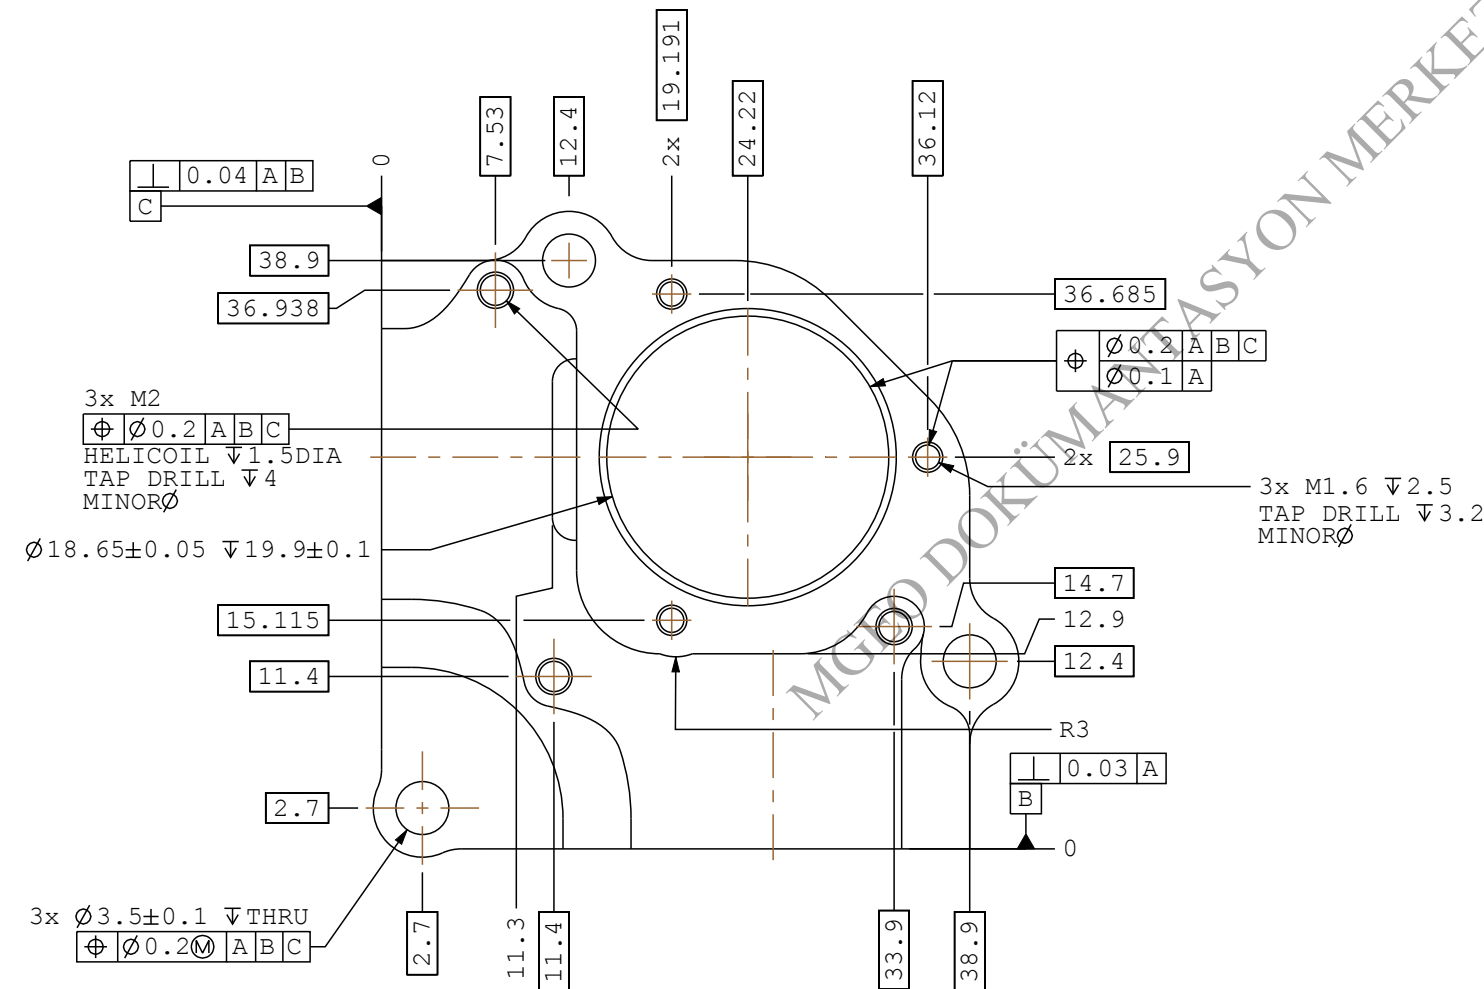 19.191
2x
24.22
36.12
7.53
12.4
0
⊥ 0.04 A B
C
38.9
36.938
36.685
⌖ Ø0.2 A B C
Ø0.1 A
3x M2
⌖ Ø0.2 A B C
HELICOIL ↧1.5DIA
TAP DRILL ↧4
MINORØ
2x 25.9
3x M1.6 ↧2.5
TAP DRILL ↧3.2
MINORØ
Ø18.65±0.05 ↧19.9±0.1
14.7
15.115
12.9
12.4
11.4
R3
⊥ 0.03 A
B
2.7
0
3x Ø3.5±0.1 ↧THRU
⌖ Ø0.2Ⓜ A B C
2.7
11.3
11.4
33.9
38.9
MGEO DOKÜMANTASYON